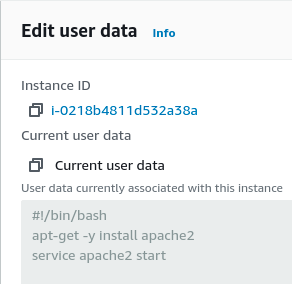 Edit user data Info
Instance ID
i-0218b4811d532a38a
Current user data
Current user data
User data currently associated with this instance
#!/bin/bash
apt-get -y install apache2
service apache2 start